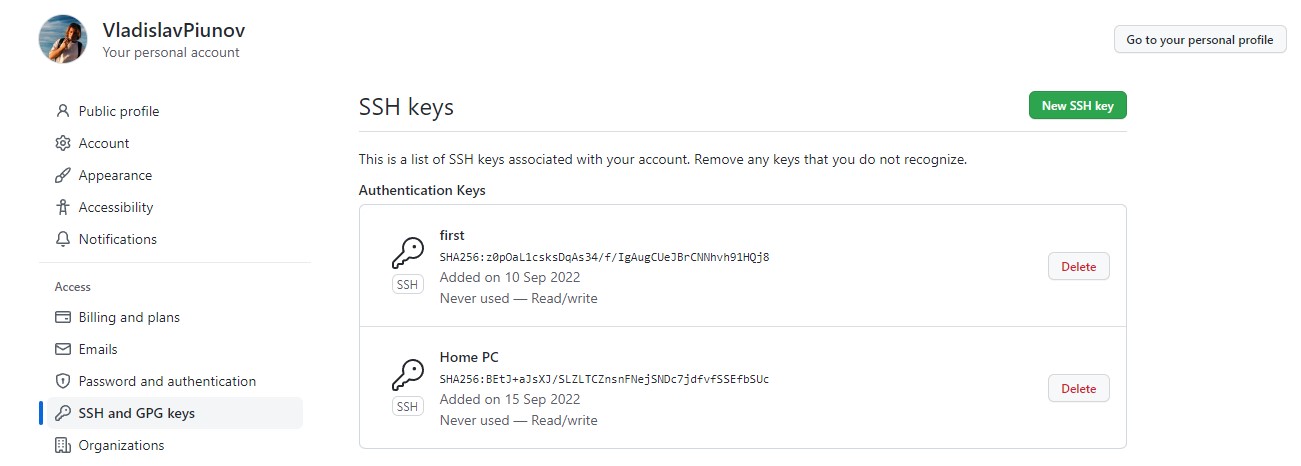 VladislavPiunov
Your personal account
Go to your personal profile
Public profile
Account
Appearance
Accessibility
Notifications
Access
Billing and plans
Emails
Password and authentication
SSH and GPG keys
Organizations
SSH keys
New SSH key
This is a list of SSH keys associated with your account. Remove any keys that you do not recognize.
Authentication Keys
first
SHA256:z0pOaL1csksDqAs34/f/IgAugCUeJBrCNNhvh91HQj8
Added on 10 Sep 2022
Never used — Read/write
SSH
Delete
Home PC
SHA256:BEtJ+aJsXJ/SLZLTCZnsnFNejSNDc7jdfvfSSEfbSUc
Added on 15 Sep 2022
Never used — Read/write
SSH
Delete